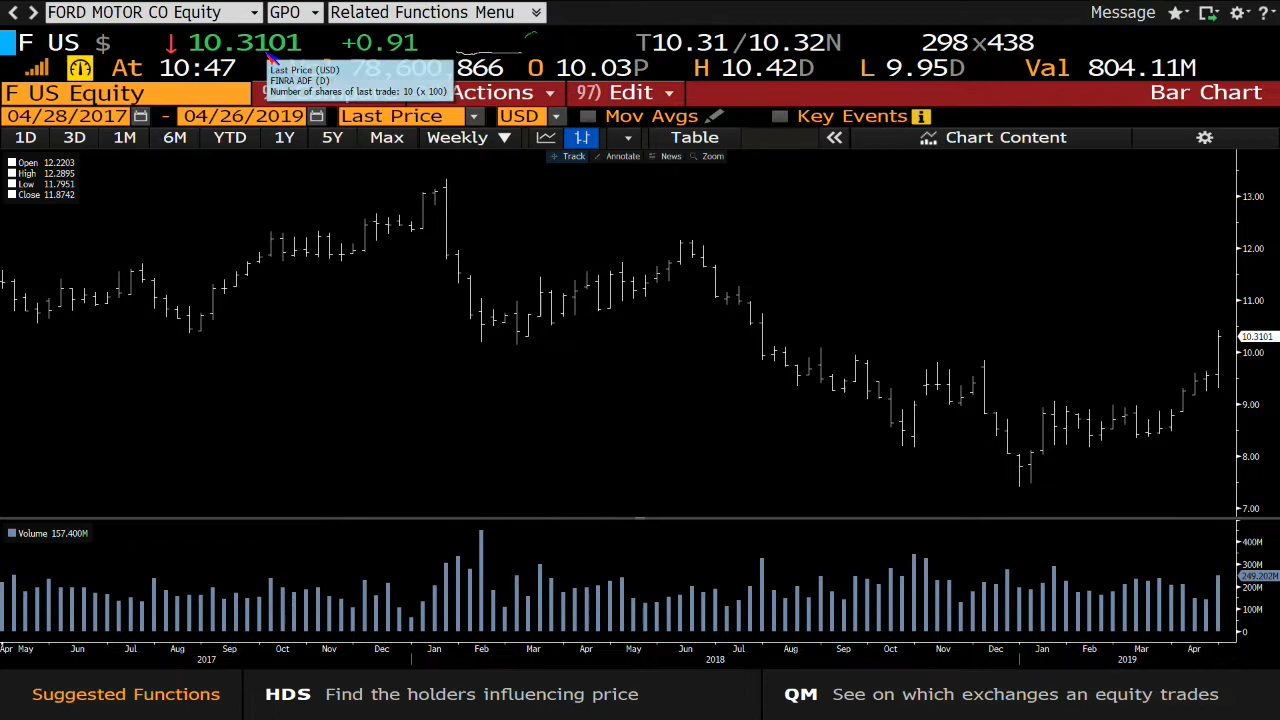 FORD MOTOR CO Equity GPO Related Functions Menu Message ?
F US $ ↓ 10.3101 +0.91 T10.31/10.32N 298x438
At 10:47 Vol 78,600,866 O 10.03P H 10.42D L 9.95D Val 804.11M
Last Price (USD)
FINRA ADF (D)
Number of shares of last trade: 10 (x 100)
F US Equity Actions 97) Edit Bar Chart
04/28/2017 - 04/26/2019 Last Price USD Mov Avgs Key Events i
1D 3D 1M 6M YTD 1Y 5Y Max Weekly ▼ Table « Chart Content
Track Annotate News Zoom
Open 12.2203
High 12.2895
Low 11.7951
Close 11.8742
13.00
12.00
11.00
10.3101
10.00
9.00
8.00
7.00
Volume 157.400M
400M
300M
249.202M
200M
100M
0
Apr May Jun Jul Aug Sep Oct Nov Dec Jan Feb Mar Apr May Jun Jul Aug Sep Oct Nov Dec Jan Feb Mar Apr
2017 2018 2019
Suggested Functions HDS Find the holders influencing price QM See on which exchanges an equity trades